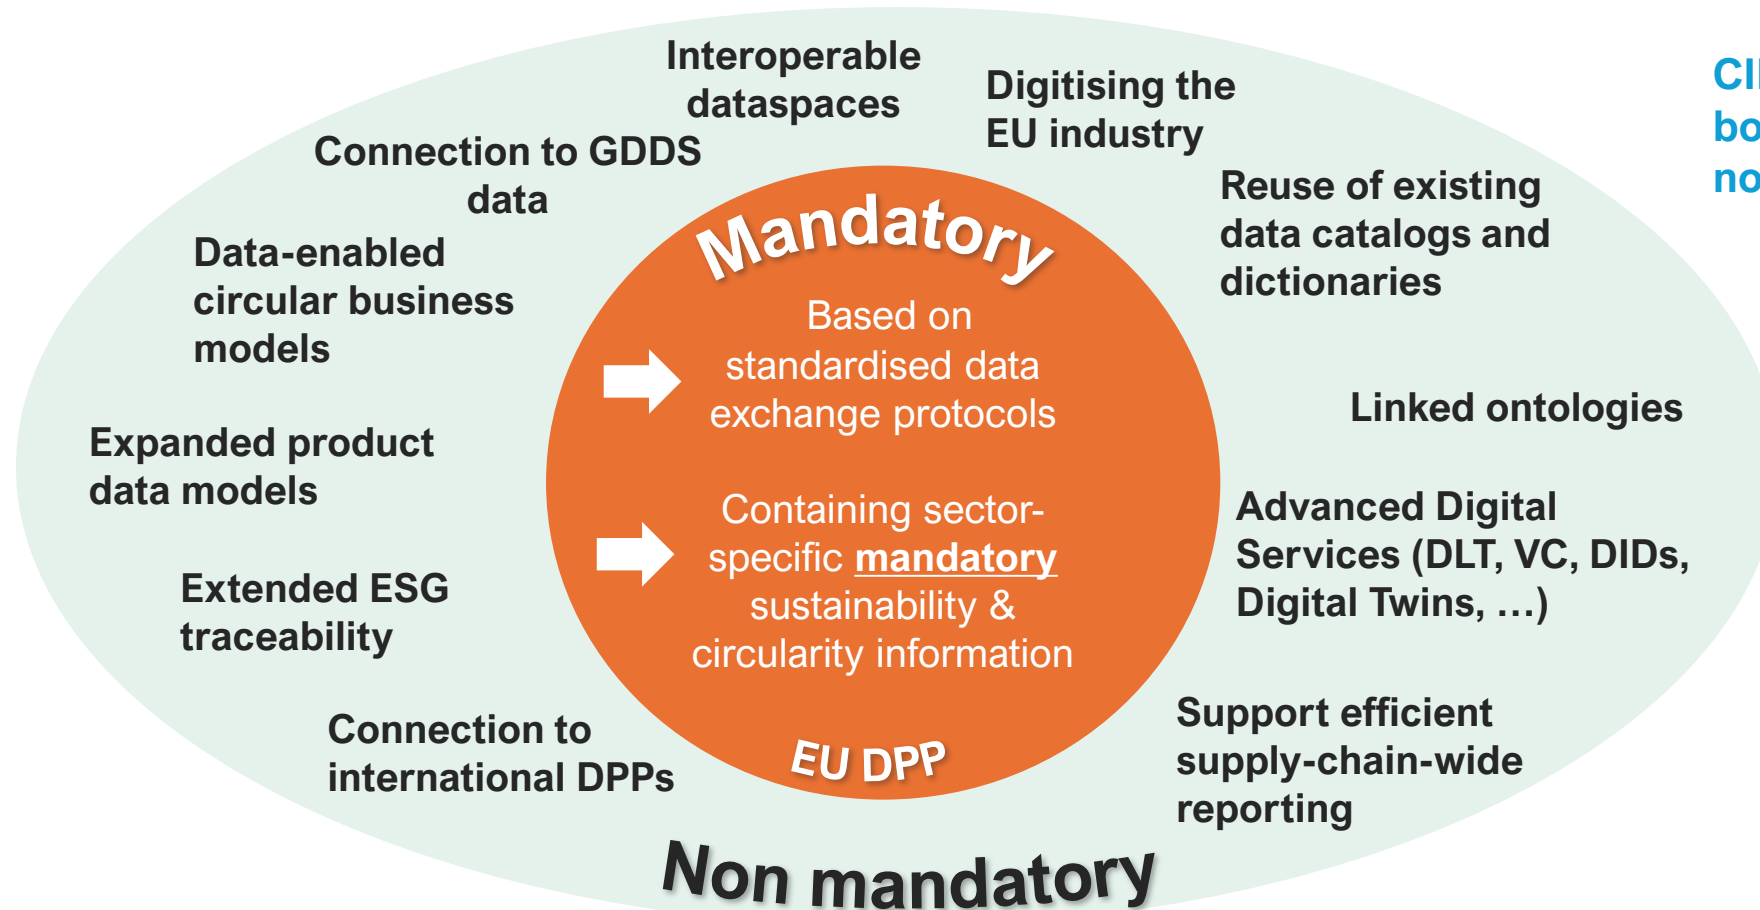 Interoperable
dataspaces
Digitising the
EU industry
Connection to GDDS
data
Reuse of existing
data catalogs and
dictionaries
Data-enabled
circular business
models
Mandatory
Based on
standardised data
exchange protocols
Linked ontologies
Expanded product
data models
Containing sector-
specific mandatory
sustainability &
circularity information
Advanced Digital
Services (DLT, VC, DIDs,
Digital Twins, …)
Extended ESG
traceability
Connection to
international DPPs
EU DPP
Support efficient
supply-chain-wide
reporting
Non mandatory